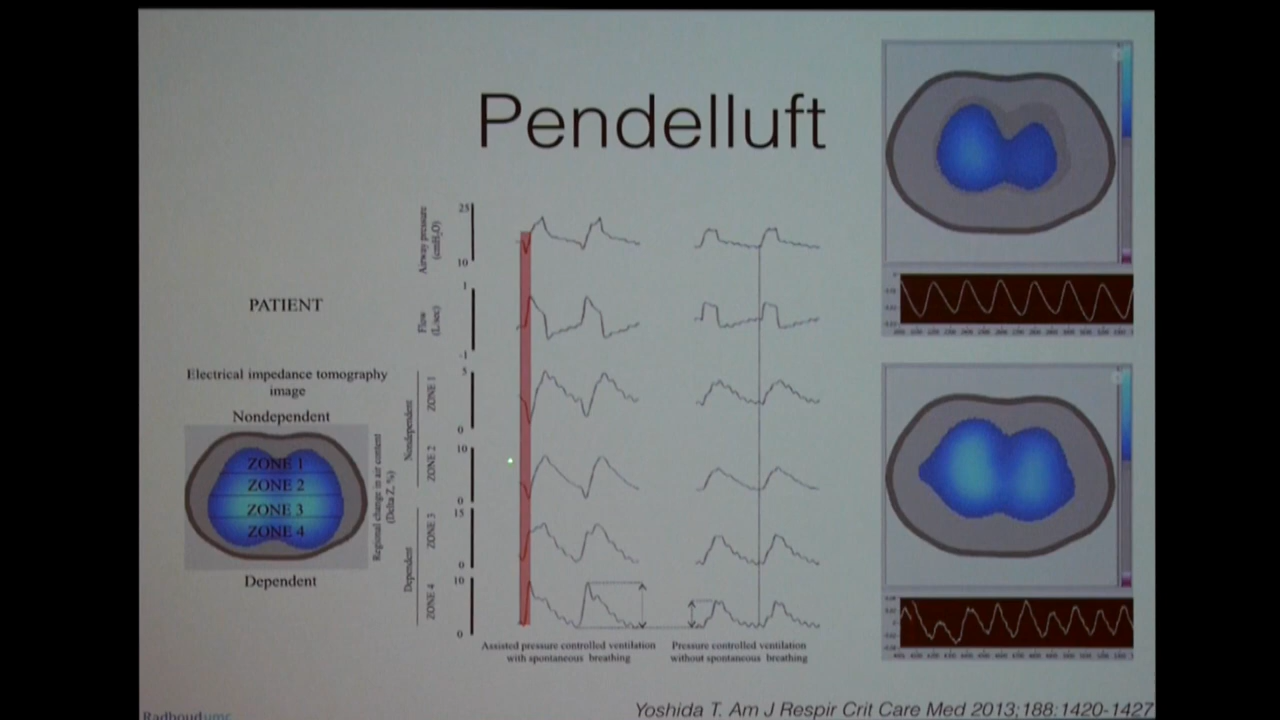 Pendelluft
PATIENT
Electrical impedance tomography
image
Nondependent
ZONE 1
ZONE 2
ZONE 3
ZONE 4
Dependent
Airway pressure
(cmH₂O)
25
10
Flow
(L/sec)
1
-1
Regional change in air content
(Delta Z, %)
Nondependent
ZONE 1
5
0
ZONE 2
10
0
Dependent
ZONE 3
15
0
ZONE 4
10
0
Assisted pressure controlled ventilation
with spontaneous breathing
Pressure controlled ventilation
without spontaneous breathing
Radboudumc
Yoshida T. Am J Respir Crit Care Med 2013;188:1420-1427